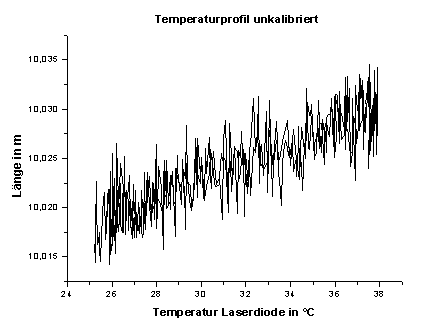 Temperaturprofil unkalibriert
10,035
10,030
10,025
10,020
10,015
Länge in m
24 26 28 30 32 34 36 38
Temperatur Laserdiode in °C